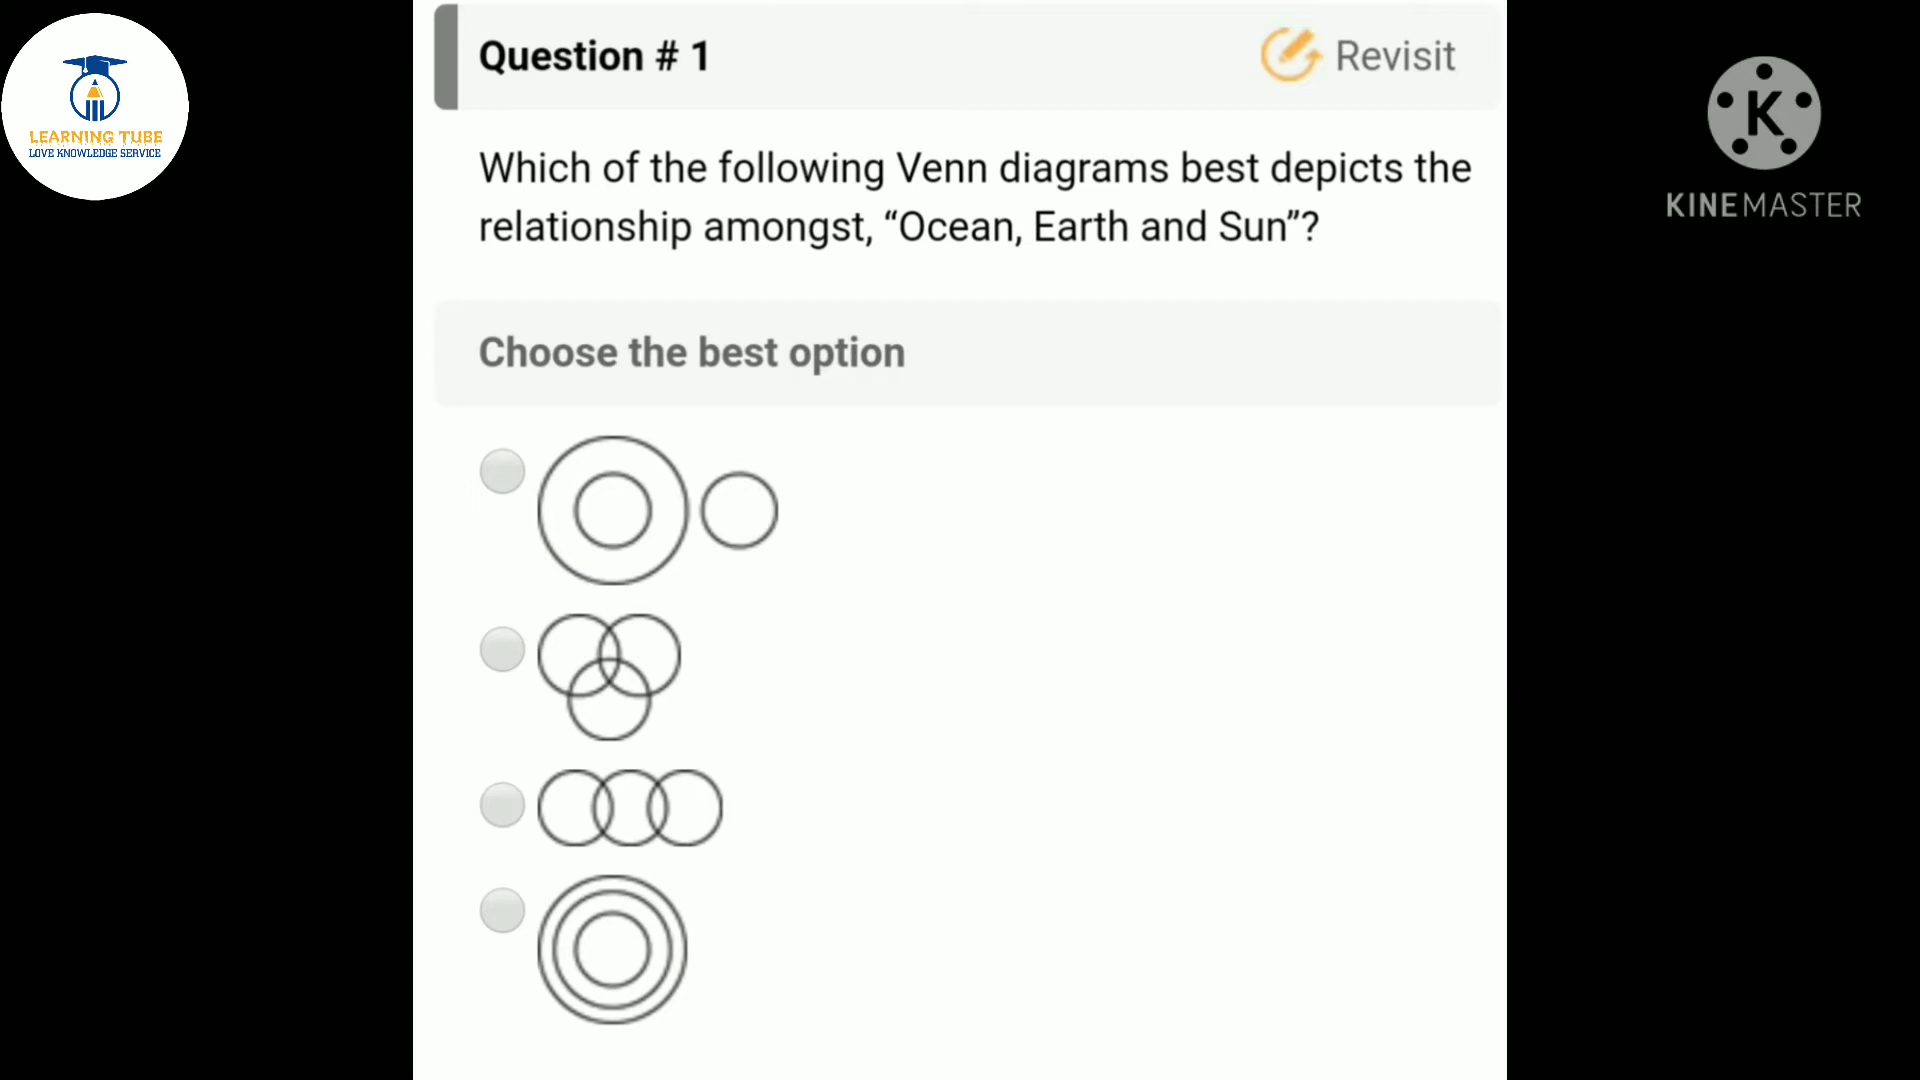 LEARNING TUBE
LOVE KNOWLEDGE SERVICE
Question # 1
Revisit
K
KINEMASTER
Which of the following Venn diagrams best depicts the
relationship amongst, “Ocean, Earth and Sun”?
Choose the best option